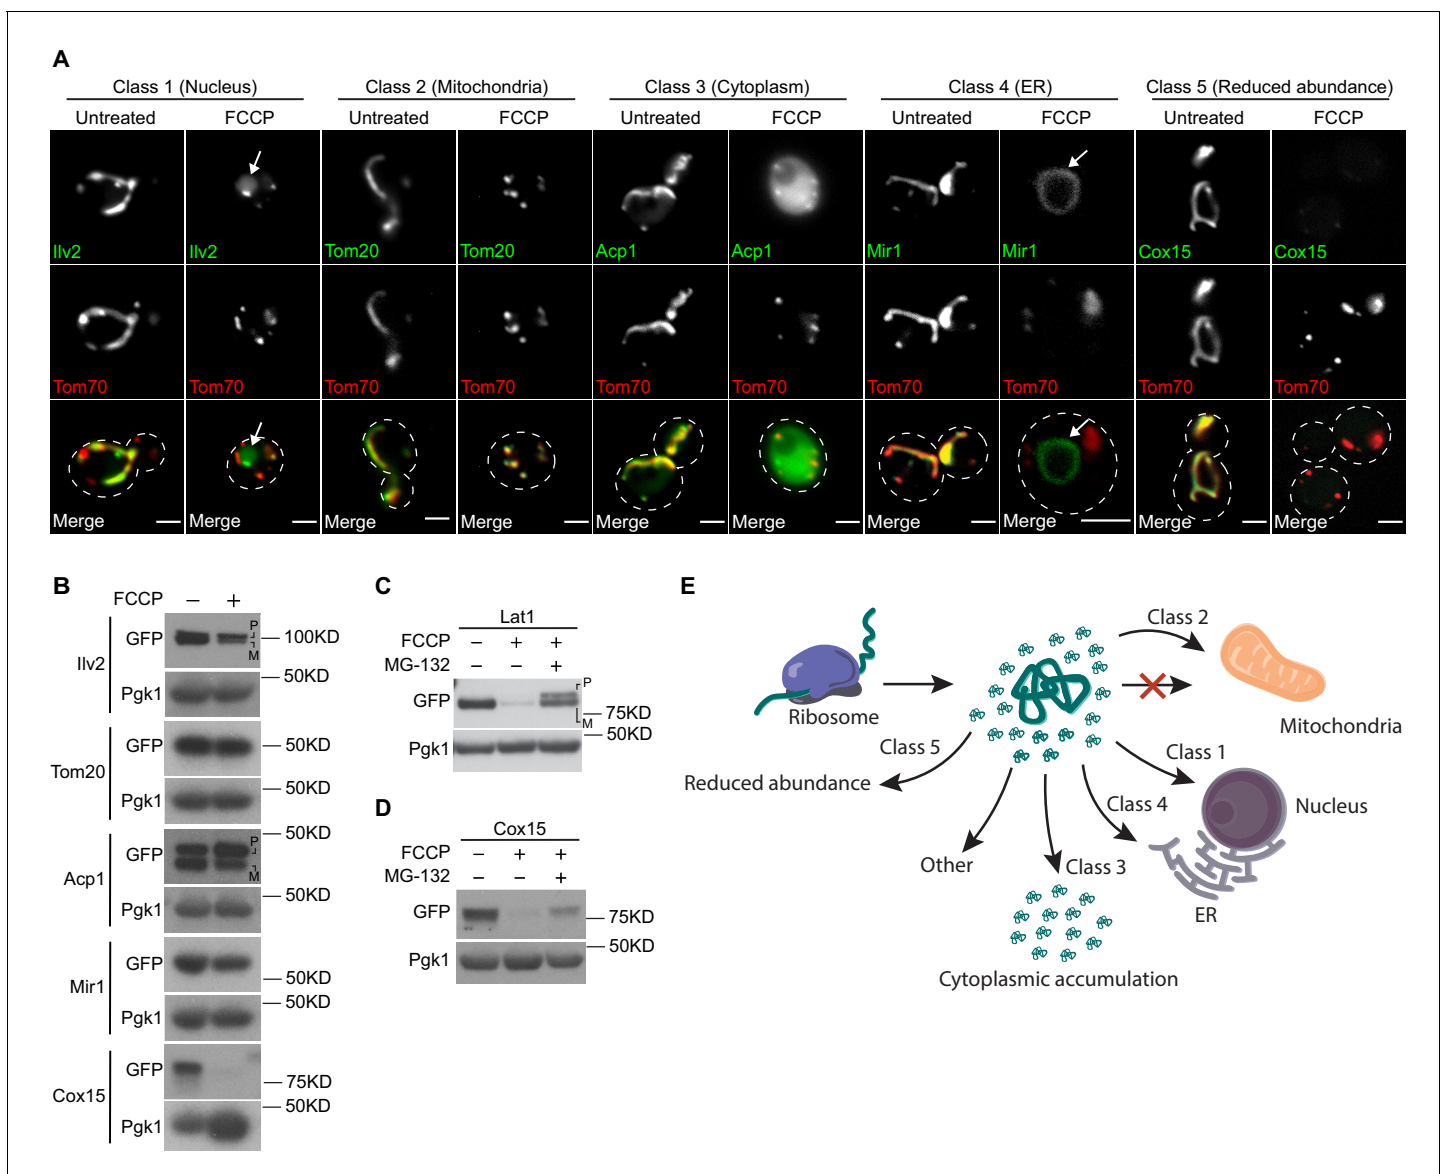 A
Class 1 (Nucleus) Class 2 (Mitochondria) Class 3 (Cytoplasm) Class 4 (ER) Class 5 (Reduced abundance)
Untreated FCCP Untreated FCCP Untreated FCCP Untreated FCCP Untreated FCCP
Ilv2 Ilv2 Tom20 Tom20 Acp1 Acp1 Mir1 Mir1 Cox15 Cox15
Tom70 Tom70 Tom70 Tom70 Tom70 Tom70 Tom70 Tom70 Tom70 Tom70
Merge Merge Merge Merge Merge Merge Merge Merge Merge Merge
B
FCCP − +
Ilv2
GFP P M 100KD
Pgk1 50KD
Tom20
GFP 50KD
Pgk1 50KD
Acp1
GFP P M 50KD
Pgk1 50KD
Mir1
GFP 50KD
Pgk1 50KD
Cox15
GFP 75KD
Pgk1 50KD
C
Lat1
FCCP − + +
MG-132 − − +
GFP P M 75KD
Pgk1 50KD
D
Cox15
FCCP − + +
MG-132 − − +
GFP 75KD
Pgk1 50KD
E
Class 2
Ribosome
Mitochondria
Class 5
Class 1
Reduced abundance
Class 4
Nucleus
Other
Class 3
ER
Cytoplasmic accumulation